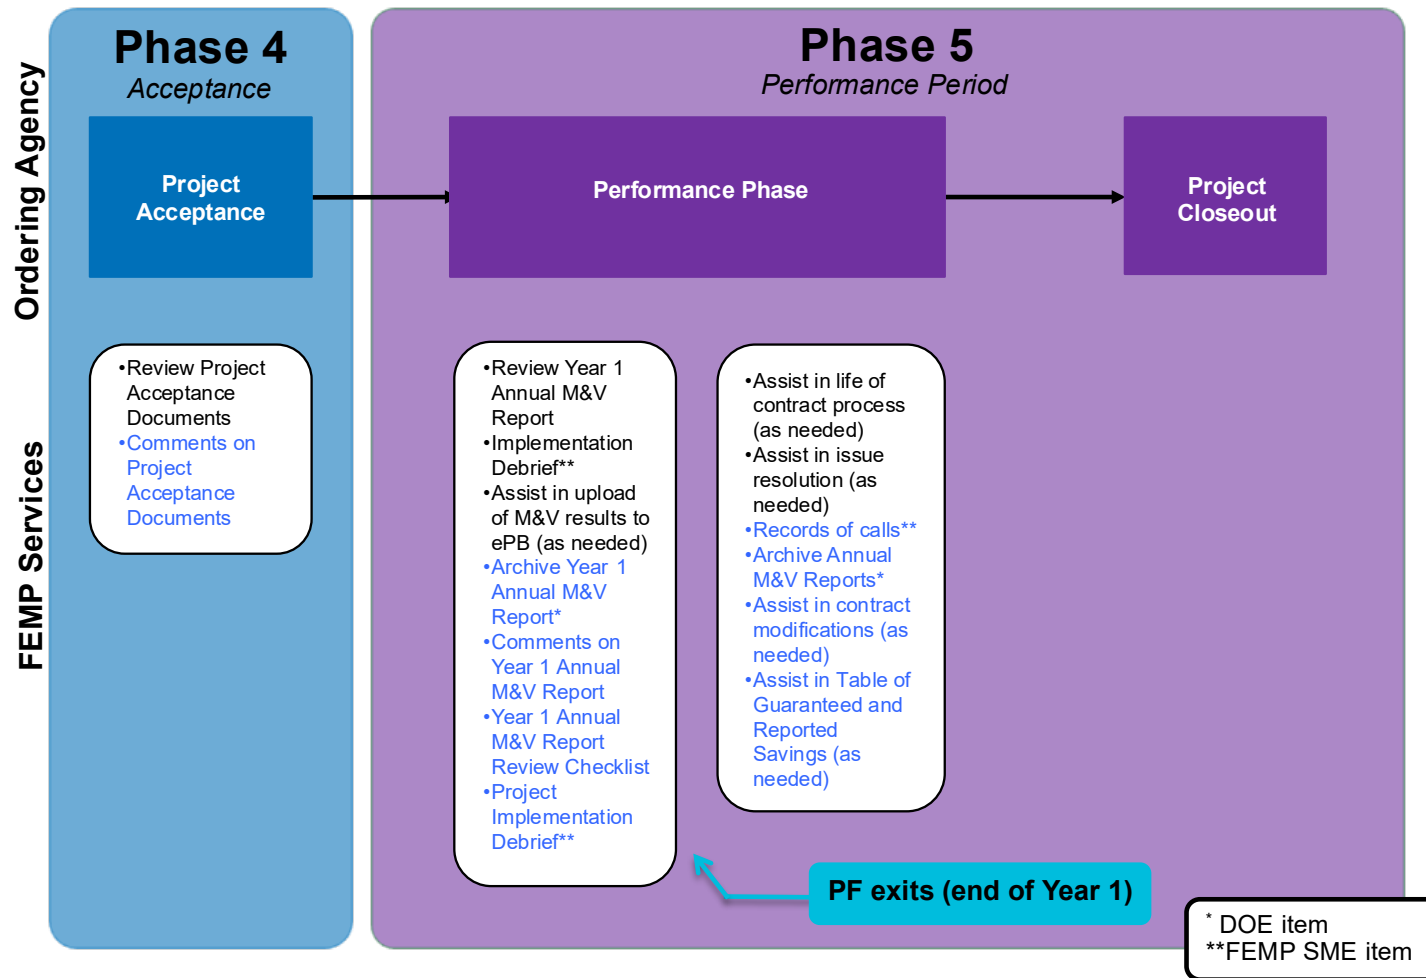 Phase 4
Acceptance
Phase 5
Performance Period
Ordering Agency
Project
Acceptance
Performance Phase
Project
Closeout
FEMP Services
•Review Project
Acceptance
Documents
•Comments on
Project
Acceptance
Documents
•Review Year 1
Annual M&V
Report
•Implementation
Debrief**
•Assist in upload
of M&V results to
ePB (as needed)
•Archive Year 1
Annual M&V
Report*
•Comments on
Year 1 Annual
M&V Report
•Year 1 Annual
M&V Report
Review Checklist
•Project
Implementation
Debrief**
•Assist in life of
contract process
(as needed)
•Assist in issue
resolution (as
needed)
•Records of calls**
•Archive Annual
M&V Reports*
•Assist in contract
modifications (as
needed)
•Assist in Table of
Guaranteed and
Reported
Savings (as
needed)
PF exits (end of Year 1)
* DOE item
**FEMP SME item